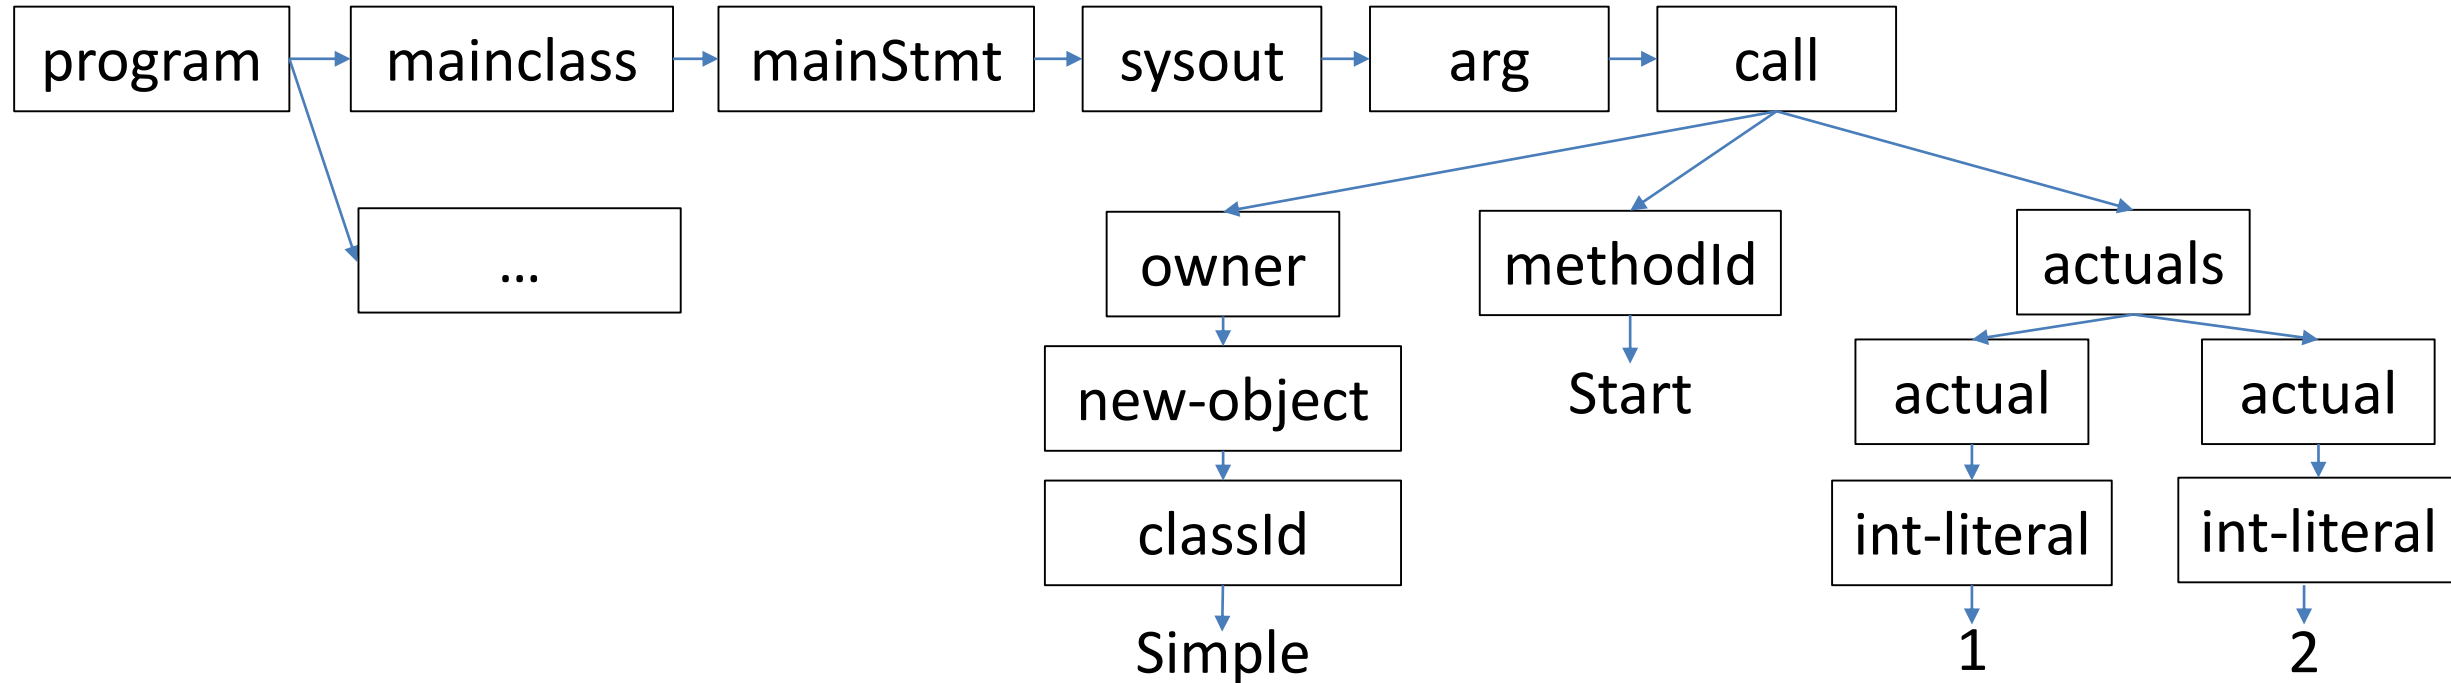 program mainclass mainStmt sysout arg call
...
owner methodId actuals
new-object Start actual actual
classId int-literal int-literal
Simple 1 2